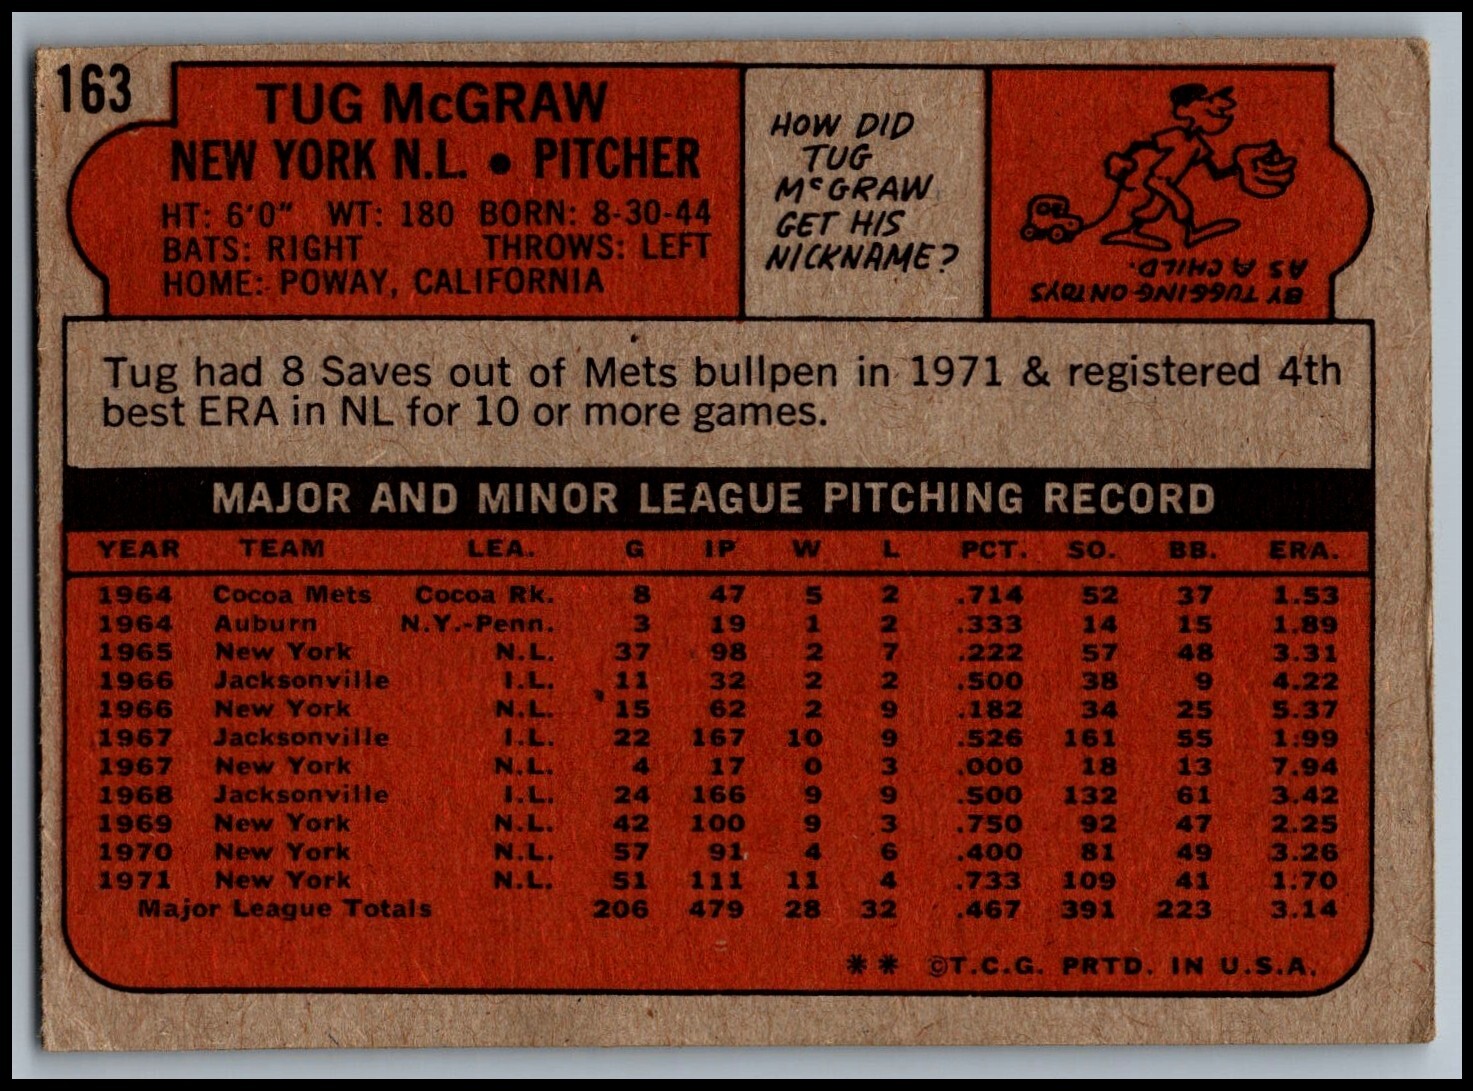 163
TUG McGRAW
NEW YORK N.L. ● PITCHER
HT: 6'0" WT: 180 BORN: 8-30-44
BATS: RIGHT THROWS: LEFT
HOME: POWAY, CALIFORNIA
HOW DID
TUG
McGRAW
GET HIS
NICKNAME?
BY TUGGING ON TOYS
AS A CHILD.
Tug had 8 Saves out of Mets bullpen in 1971 & registered 4th
best ERA in NL for 10 or more games.
MAJOR AND MINOR LEAGUE PITCHING RECORD
YEAR TEAM LEA. G IP W L PCT. SO. BB. ERA.
1964 Cocoa Mets Cocoa Rk. 8 47 5 2 .714 52 37 1.53
1964 Auburn N.Y.-Penn. 3 19 1 2 .333 14 15 1.89
1965 New York N.L. 37 98 2 7 .222 57 48 3.31
1966 Jacksonville I.L. 11 32 2 2 .500 38 9 4.22
1966 New York N.L. 15 62 2 9 .182 34 25 5.37
1967 Jacksonville I.L. 22 167 10 9 .526 161 55 1.99
1967 New York N.L. 4 17 0 3 .000 18 13 7.94
1968 Jacksonville I.L. 24 166 9 9 .500 132 61 3.42
1969 New York N.L. 42 100 9 3 .750 92 47 2.25
1970 New York N.L. 57 91 4 6 .400 81 49 3.26
1971 New York N.L. 51 111 11 4 .733 109 41 1.70
Major League Totals 206 479 28 32 .467 391 223 3.14
** ©T.C.G. PRTD. IN U.S.A.